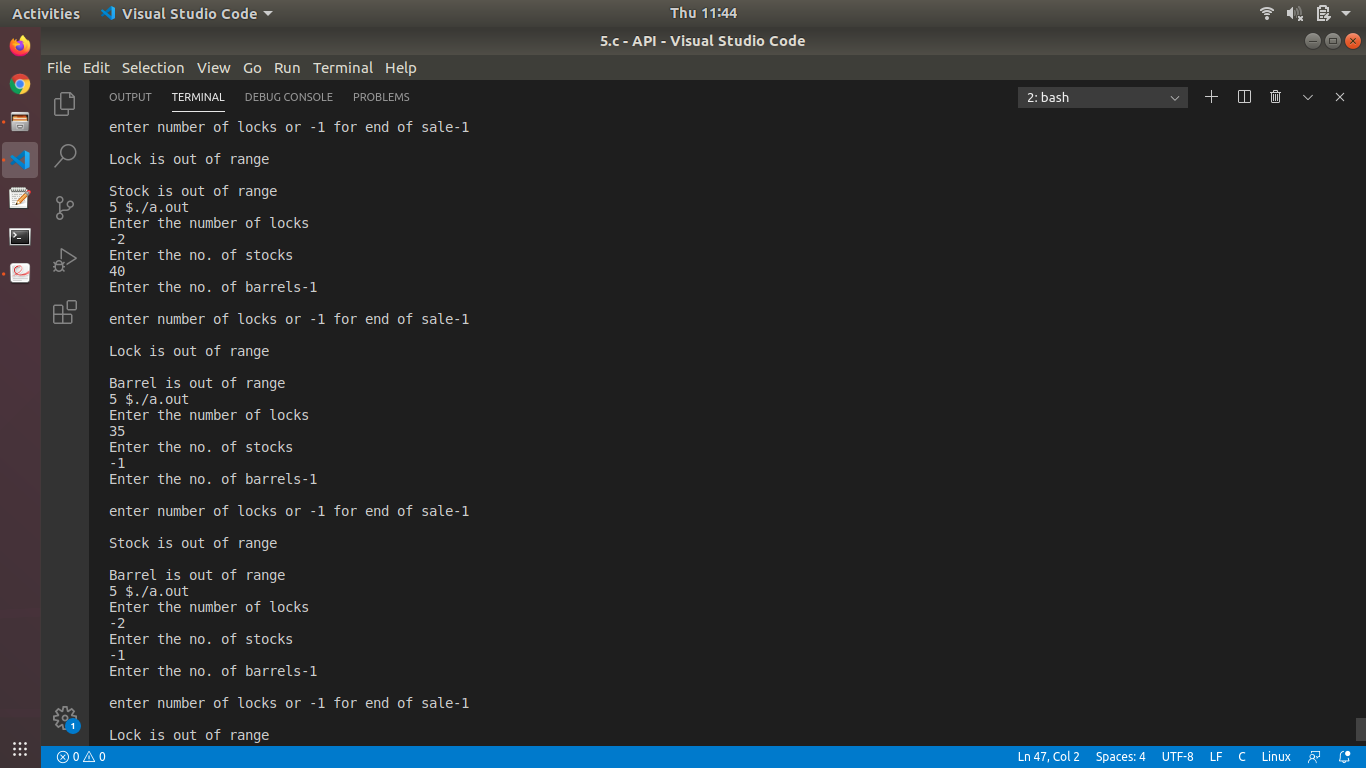 Activities Visual Studio Code Thu 11:44
5.c - API - Visual Studio Code
File Edit Selection View Go Run Terminal Help
OUTPUT TERMINAL DEBUG CONSOLE PROBLEMS 2: bash
enter number of locks or -1 for end of sale-1
Lock is out of range
Stock is out of range
5 $./a.out
Enter the number of locks
-2
Enter the no. of stocks
40
Enter the no. of barrels-1
enter number of locks or -1 for end of sale-1
Lock is out of range
Barrel is out of range
5 $./a.out
Enter the number of locks
35
Enter the no. of stocks
-1
Enter the no. of barrels-1
enter number of locks or -1 for end of sale-1
Stock is out of range
Barrel is out of range
5 $./a.out
Enter the number of locks
-2
Enter the no. of stocks
-1
Enter the no. of barrels-1
enter number of locks or -1 for end of sale-1
1
Lock is out of range
0 0 Ln 47, Col 2 Spaces: 4 UTF-8 LF C Linux